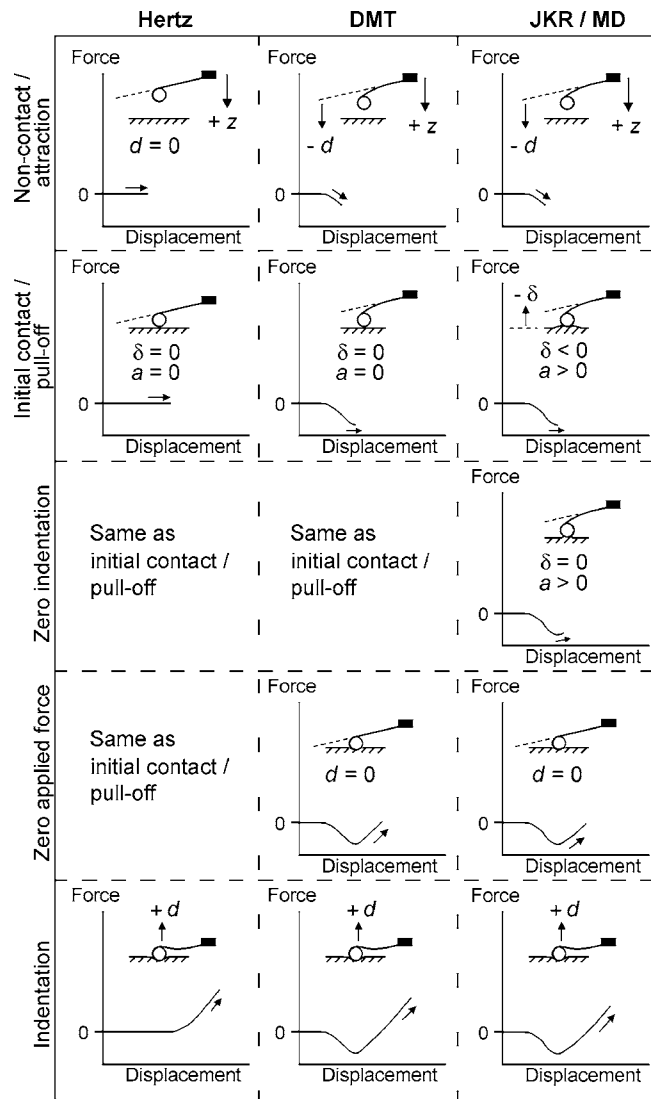 Hertz DMT JKR / MD
Non-contact /
attraction
Force
+ z
d = 0
0
Displacement
Force
- d
+ z
0
Displacement
Force
- d
+ z
0
Displacement
Initial contact /
pull-off
Force
δ = 0
a = 0
0
Displacement
Force
δ = 0
a = 0
0
Displacement
Force
- δ
δ < 0
a > 0
0
Displacement
Zero indentation
Same as
initial contact /
pull-off
Same as
initial contact /
pull-off
Force
δ = 0
a > 0
0
Displacement
Zero applied force
Same as
initial contact /
pull-off
Force
d = 0
0
Displacement
Force
d = 0
0
Displacement
Indentation
Force
+ d
0
Displacement
Force
+ d
0
Displacement
Force
+ d
0
Displacement